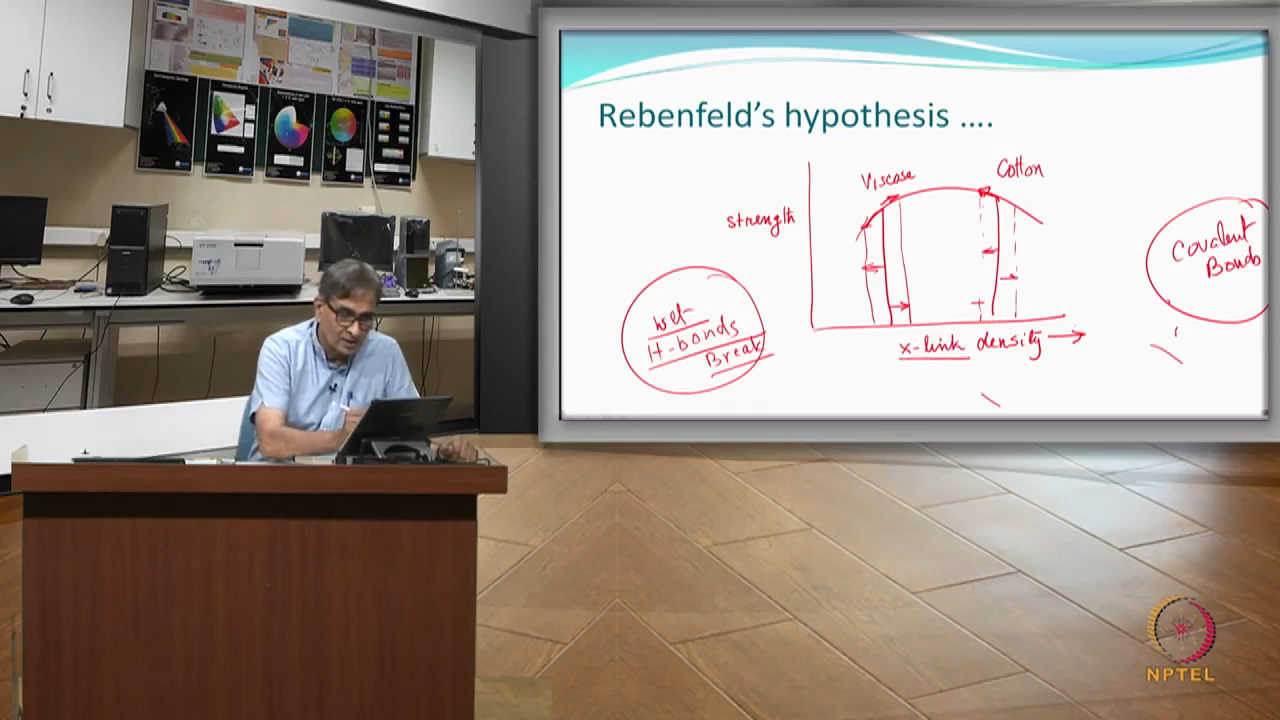 Rebenfeld's hypothesis ....
Viscose
Cotton
strength
Covalent
Bonds
wet
H-bonds
Break
x-link density
NPTEL